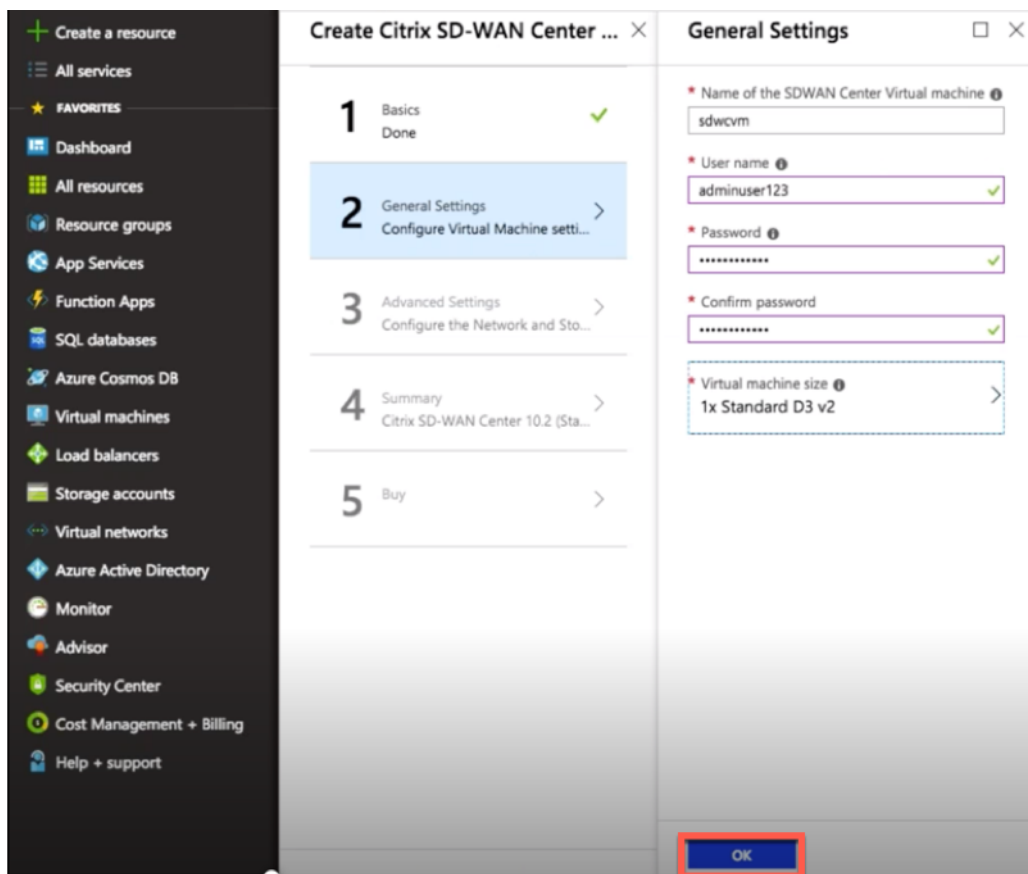 Create a resource
All services
FAVORITES
Dashboard
All resources
Resource groups
App Services
Function Apps
SQL databases
Azure Cosmos DB
Virtual machines
Load balancers
Storage accounts
Virtual networks
Azure Active Directory
Monitor
Advisor
Security Center
Cost Management + Billing
Help + support
Create Citrix SD-WAN Center ...
1
Basics
Done
2
General Settings
Configure Virtual Machine setti...
3
Advanced Settings
Configure the Network and Sto...
4
Summary
Citrix SD-WAN Center 10.2 (Sta...
5
Buy
General Settings
* Name of the SDWAN Center Virtual machine
sdwcvm
* User name
adminuser123
* Password
••••••••••••
* Confirm password
••••••••••••
* Virtual machine size
1x Standard D3 v2
OK